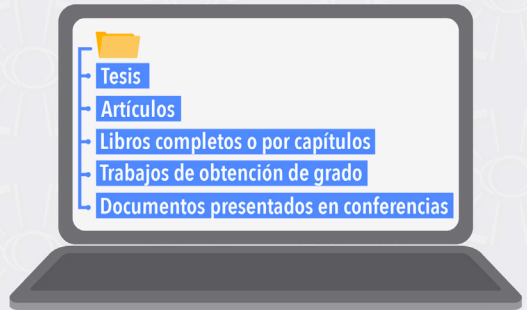 Tesis
Artículos
Libros completos o por capítulos
Trabajos de obtención de grado
Documentos presentados en conferencias